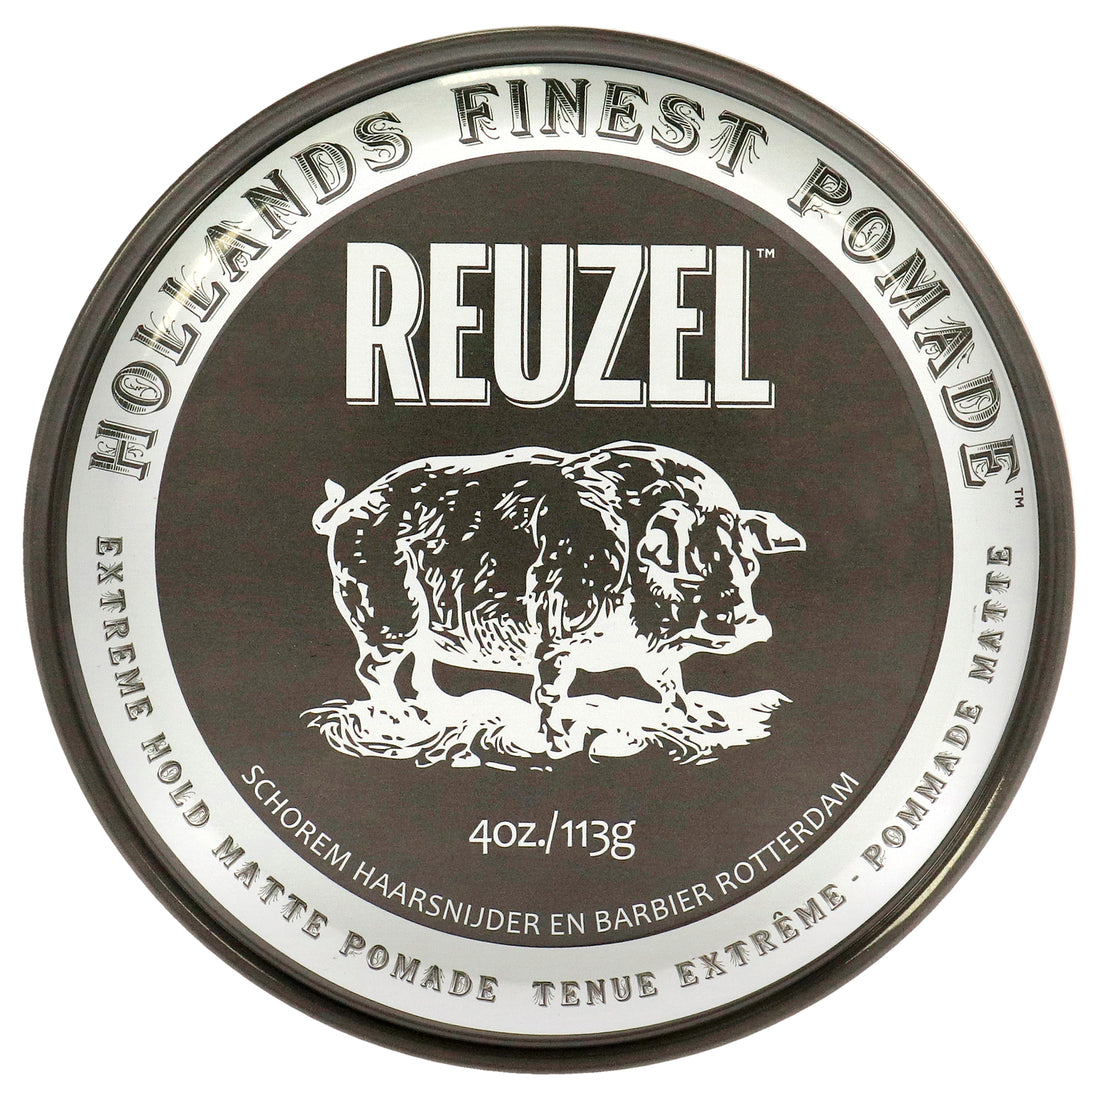 HOLLANDS FINEST POMADE™
REUZEL™
4oz./113g
SCHOREM HAARSNIJDER EN BARBIER ROTTERDAM
EXTREME HOLD MATTE POMADE
TENUE EXTRÊME - POMMADE MATTE